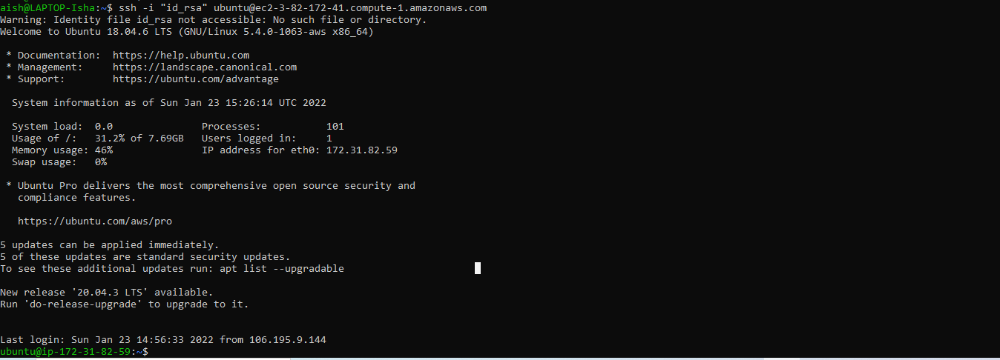 aish@LAPTOP-Isha:~$ ssh -i "id_rsa" ubuntu@ec2-3-82-172-41.compute-1.amazonaws.com
Warning: Identity file id_rsa not accessible: No such file or directory.
Welcome to Ubuntu 18.04.6 LTS (GNU/Linux 5.4.0-1063-aws x86_64)
* Documentation:  https://help.ubuntu.com
* Management:     https://landscape.canonical.com
* Support:        https://ubuntu.com/advantage
System information as of Sun Jan 23 15:26:14 UTC 2022
System load:  0.0               Processes:           101
Usage of /:   31.2% of 7.69GB   Users logged in:     1
Memory usage: 46%               IP address for eth0: 172.31.82.59
Swap usage:   0%
* Ubuntu Pro delivers the most comprehensive open source security and
compliance features.
https://ubuntu.com/aws/pro
5 updates can be applied immediately.
5 of these updates are standard security updates.
To see these additional updates run: apt list --upgradable
New release '20.04.3 LTS' available.
Run 'do-release-upgrade' to upgrade to it.
Last login: Sun Jan 23 14:56:33 2022 from 106.195.9.144
ubuntu@ip-172-31-82-59:~$